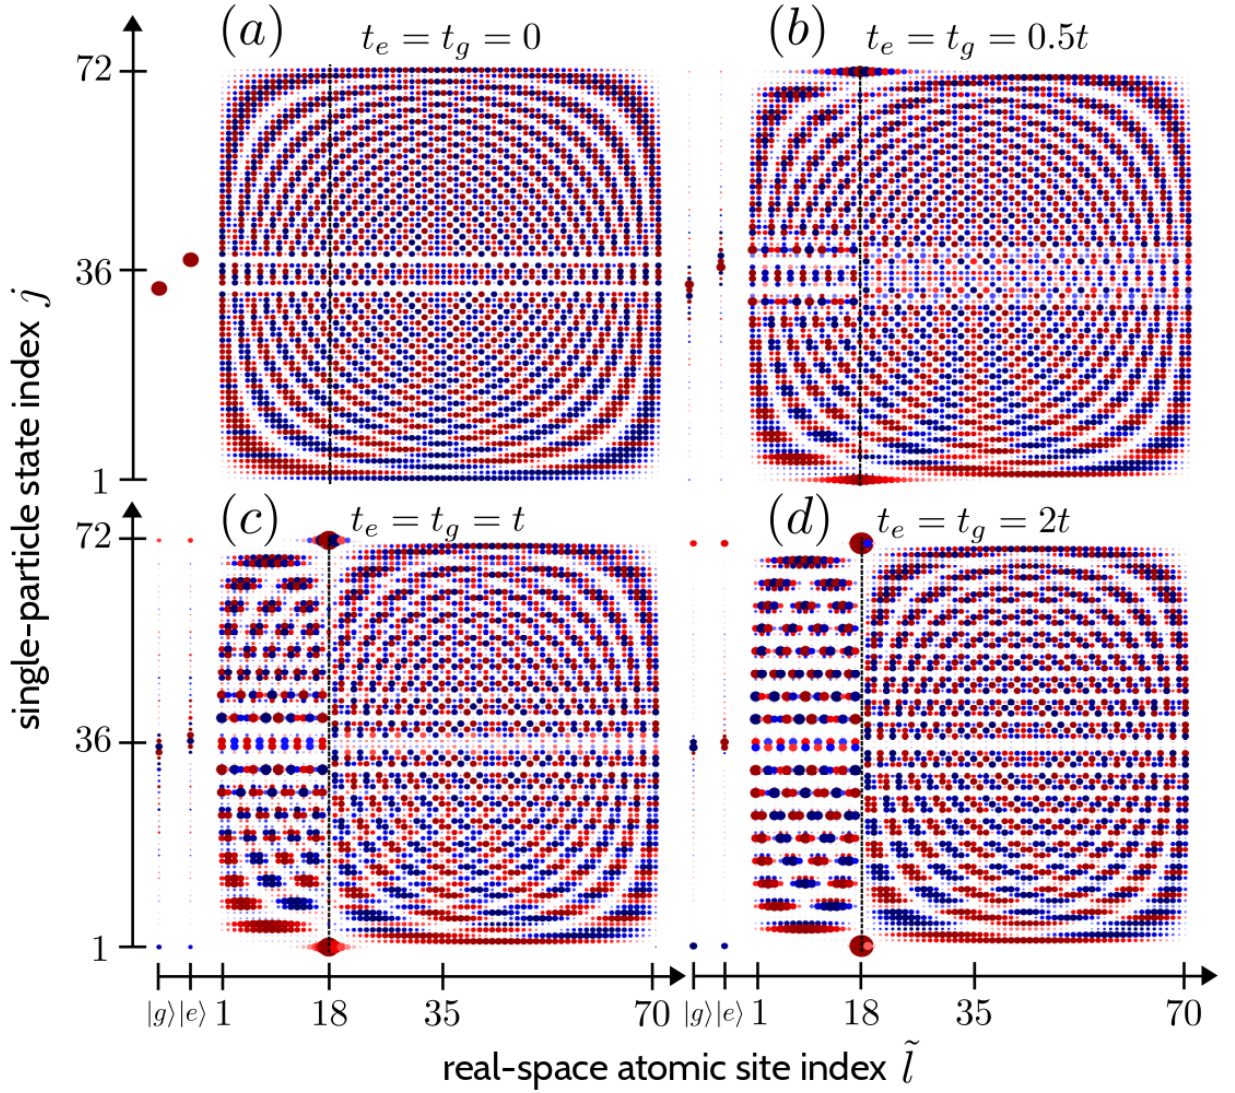 (a) t_e = t_g = 0
(b) t_e = t_g = 0.5t
72
36
1
single-particle state index j
(c) t_e = t_g = t
(d) t_e = t_g = 2t
72
36
1
|g⟩ |e⟩ 1 18 35 70
|g⟩ |e⟩ 1 18 35 70
real-space atomic site index l̃